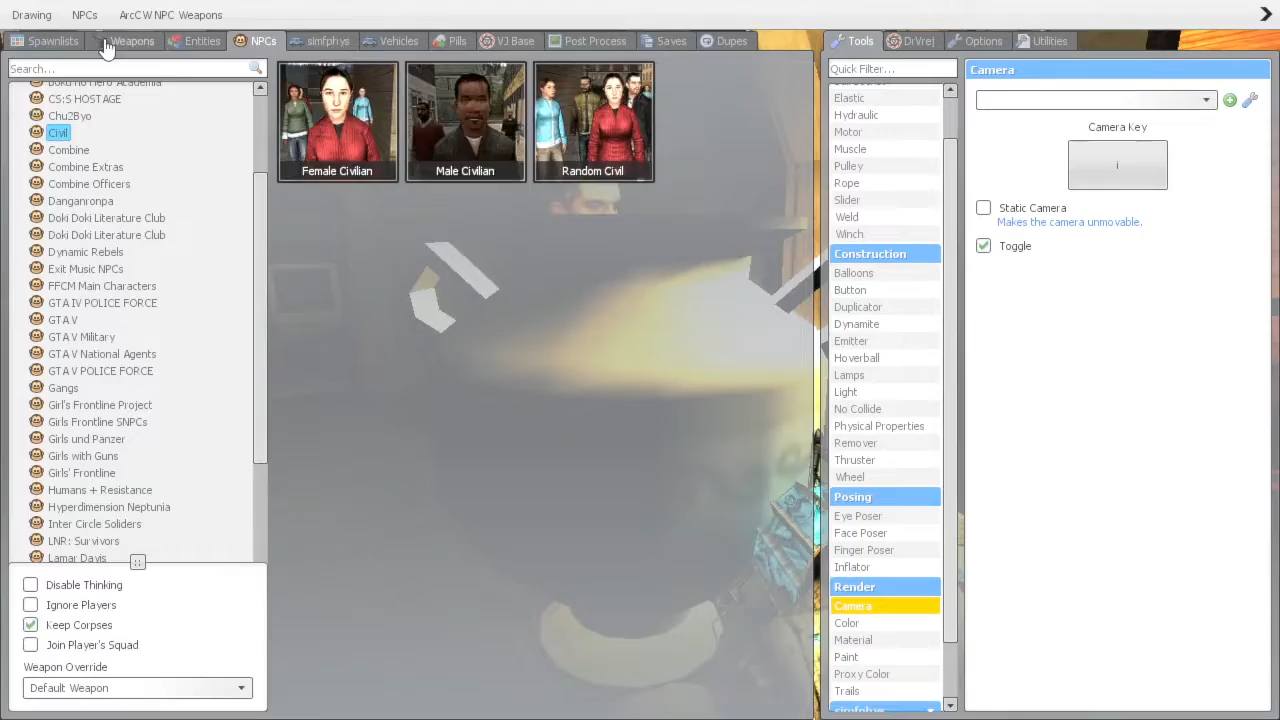 Drawing NPCs ArcCW NPC Weapons
Spawnlists Weapons Entities NPCs simfphys Vehicles Pills VJ Base Post Process Saves Dupes
Search...
Boku no Hero Academia
CS:S HOSTAGE
Chu2Byo
Civil
Combine
Combine Extras
Combine Officers
Danganronpa
Doki Doki Literature Club
Doki Doki Literature Club
Dynamic Rebels
Exit Music NPCs
FFCM Main Characters
GTA IV POLICE FORCE
GTA V
GTA V Military
GTA V National Agents
GTA V POLICE FORCE
Gangs
Girl's Frontline Project
Girls Frontline SNPCs
Girls und Panzer
Girls with Guns
Girls' Frontline
Humans + Resistance
Hyperdimension Neptunia
Inter Circle Soliders
LNR: Survivors
Lamar Davis
Disable Thinking
Ignore Players
Keep Corpses
Join Player's Squad
Weapon Override
Default Weapon
Female Civilian
Male Civilian
Random Civil
Tools DrVrej Options Utilities
Quick Filter...
Elastic
Hydraulic
Motor
Muscle
Pulley
Rope
Slider
Weld
Winch
Construction
Balloons
Button
Duplicator
Dynamite
Emitter
Hoverball
Lamps
Light
No Collide
Physical Properties
Remover
Thruster
Wheel
Posing
Eye Poser
Face Poser
Finger Poser
Inflator
Render
Camera
Color
Material
Paint
Proxy Color
Trails
simfphys
Camera
Camera Key
i
Static Camera
Makes the camera unmovable.
Toggle